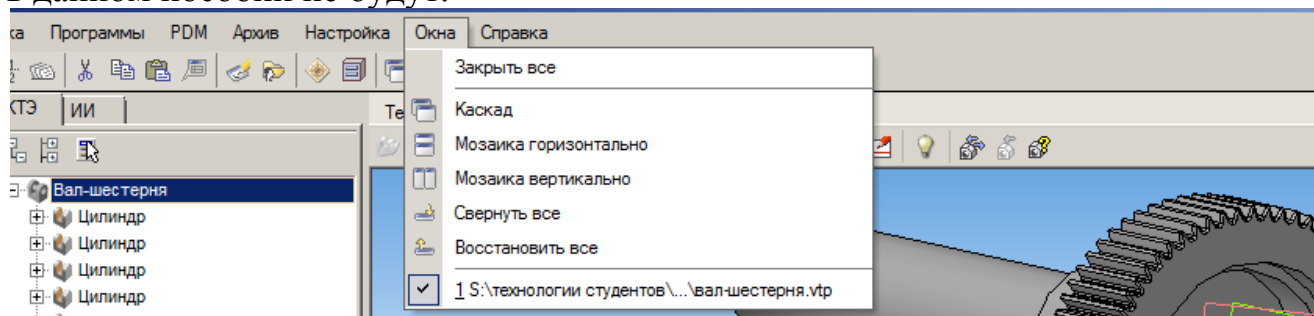 в данном пособии не будут.
ка Программы PDM Архив Настройка Окна Справка
КТЭ ИИ
Те
Закрыть все
Каскад
Мозаика горизонтально
Мозаика вертикально
Свернуть все
Восстановить все
1 S:\технологии студентов\...\вал-шестерня.vtp
Вал-шестерня
Цилиндр
Цилиндр
Цилиндр
Цилиндр